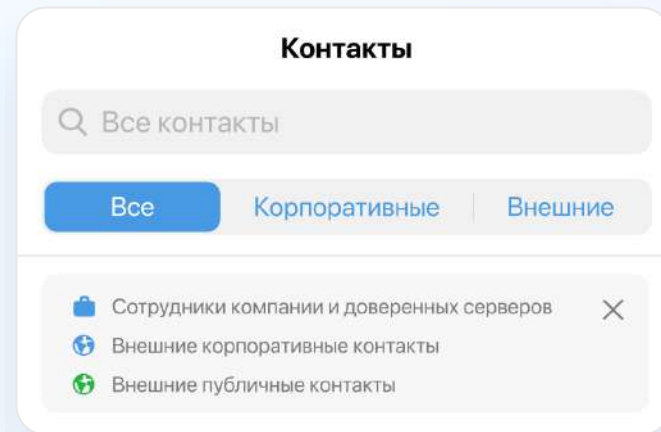 Контакты
Все контакты
Все Корпоративные Внешние
Сотрудники компании и доверенных серверов
Внешние корпоративные контакты
Внешние публичные контакты